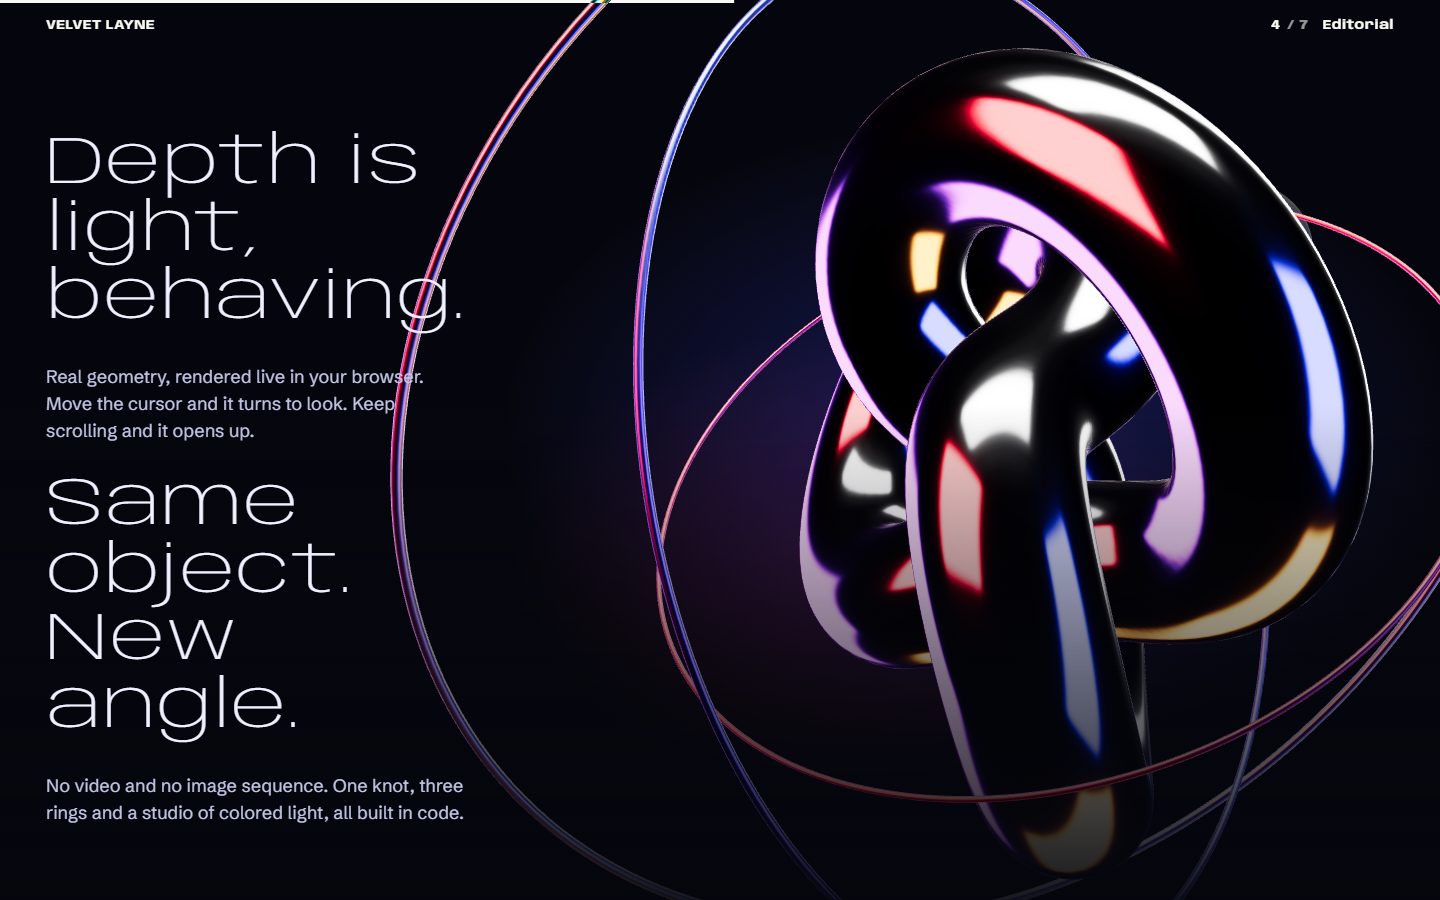 VELVET LAYNE
4 / 7 Editorial
Depth is
light,
behaving.
Real geometry, rendered live in your browser.
Move the cursor and it turns to look. Keep
scrolling and it opens up.
Same
object.
New
angle.
No video and no image sequence. One knot, three
rings and a studio of colored light, all built in code.